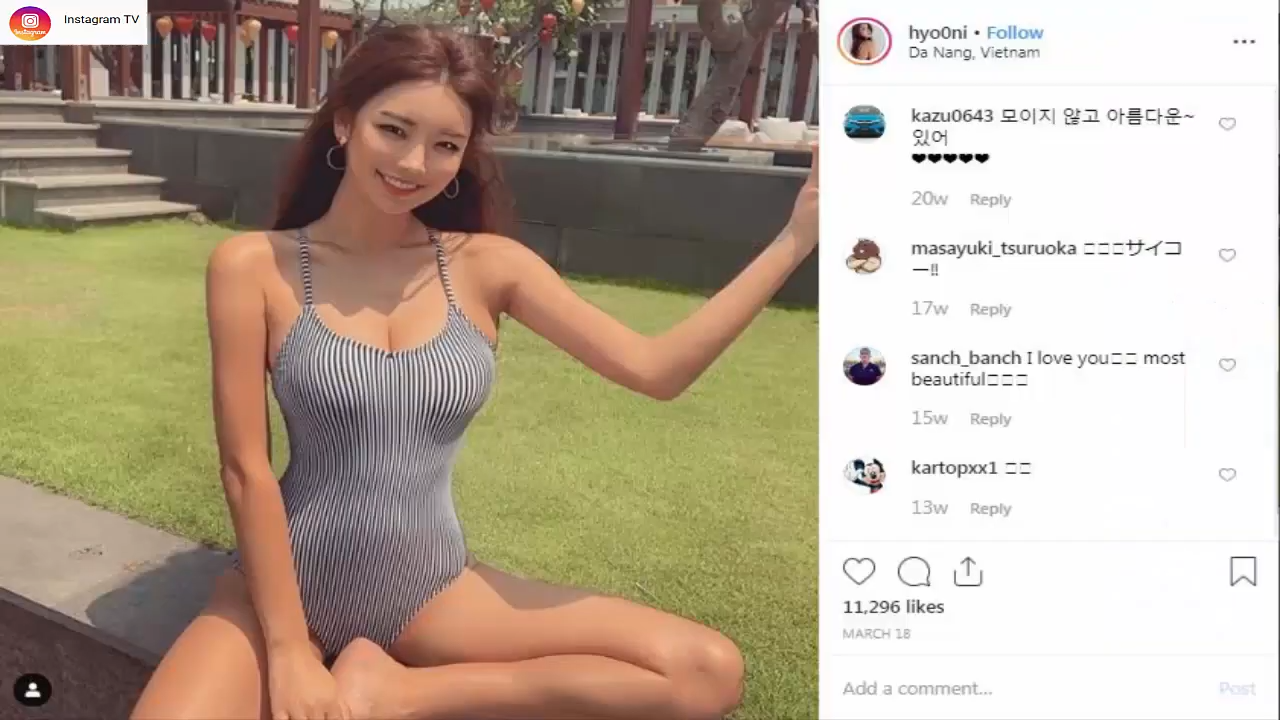 Instagram TV
Instagram
hyo0ni • Follow
Da Nang, Vietnam
kazu0643 모이지 않고 아름다운~
있어
❤❤❤❤❤
20w Reply
masayuki_tsuruoka □□□サイコ
ー!!
17w Reply
sanch_banch I love you□□ most
beautiful□□□
15w Reply
kartopxx1 □□
13w Reply
11,296 likes
MARCH 18
Add a comment... Post